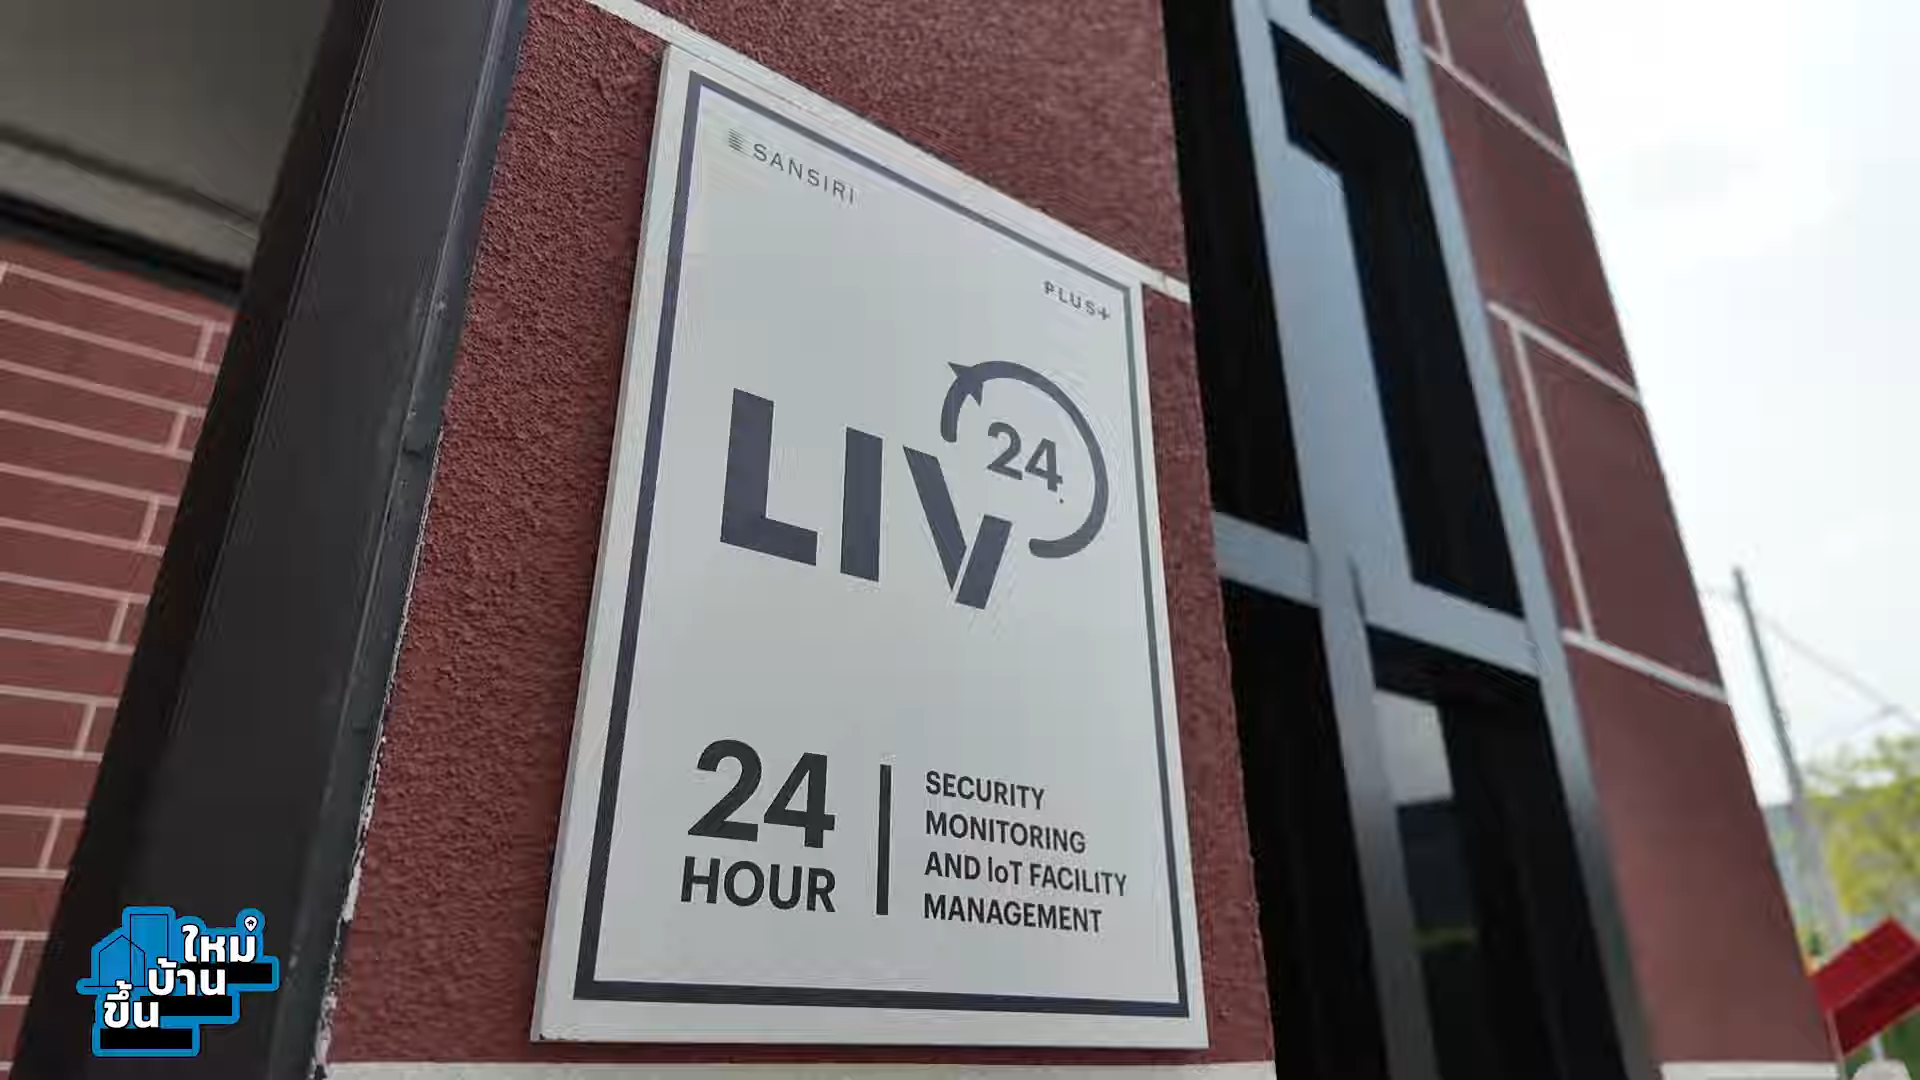 SANSIRI
PLUS+
LIV
24
24
HOUR
SECURITY
MONITORING
AND IoT FACILITY
MANAGEMENT
ใหม่
บ้าน
ขึ้น